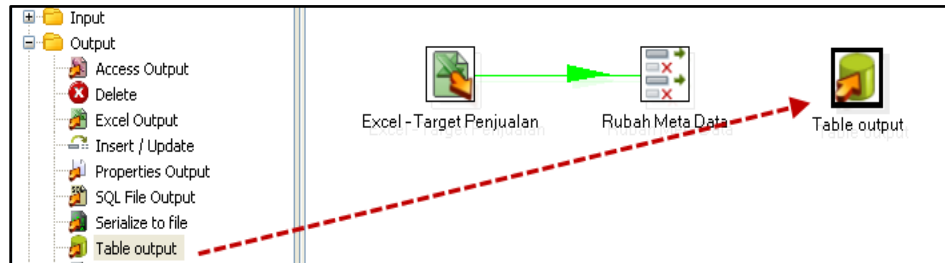 Input
Output
Access Output
Delete
Excel Output
Insert / Update
Properties Output
SQL File Output
Serialize to file
Table output
Excel - Target Penjualan
Rubah Meta Data
Table output